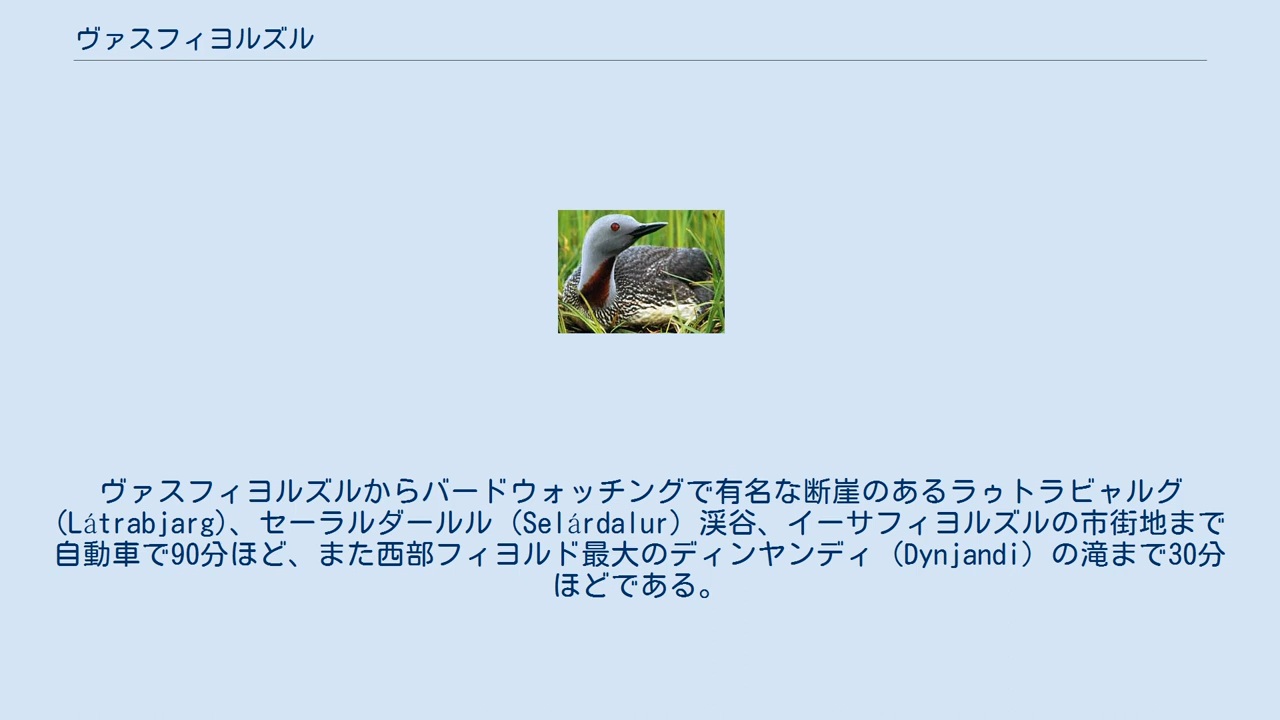 ヴァスフィヨルズル
ヴァスフィヨルズルからバードウォッチングで有名な断崖のあるラゥトラビャルグ
(Látrabjarg)、セーラルダールル（Selárdalur）渓谷、イーサフィヨルズルの市街地まで
自動車で90分ほど、また西部フィヨルド最大のディンヤンディ（Dynjandi）の滝まで30分
ほどである。